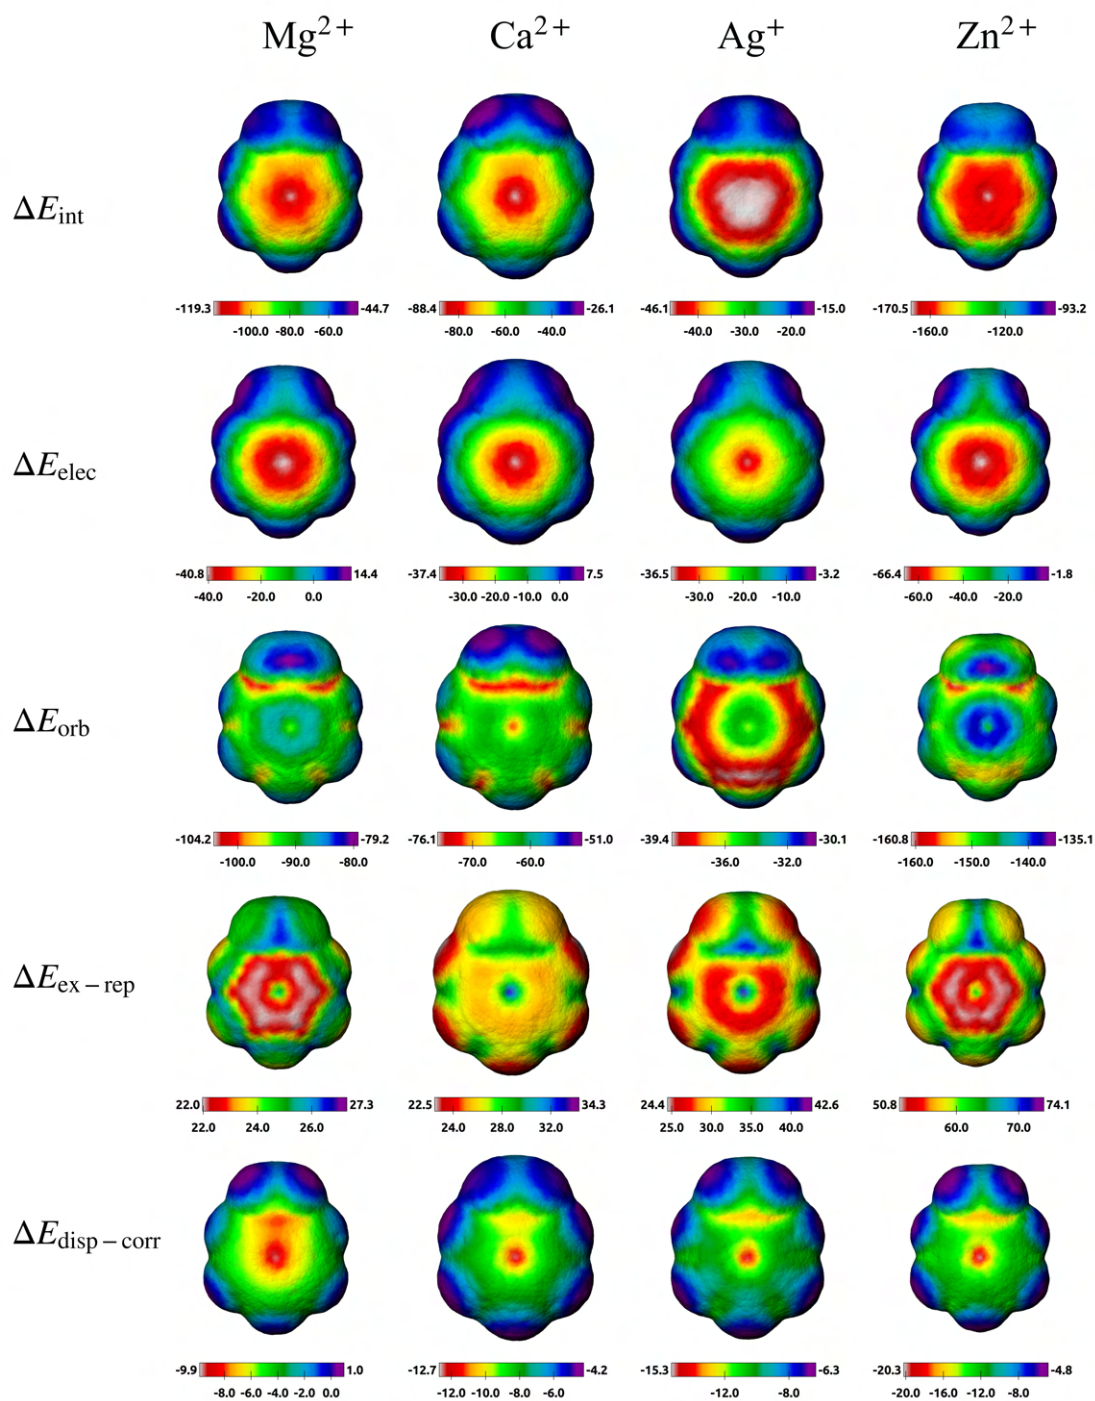 Mg²⁺ Ca²⁺ Ag⁺ Zn²⁺
ΔE_int
-119.3 -44.7 -88.4 -26.1 -46.1 -15.0 -170.5 -93.2
-100.0 -80.0 -60.0 -80.0 -60.0 -40.0 -40.0 -30.0 -20.0 -160.0 -120.0
ΔE_elec
-40.8 14.4 -37.4 7.5 -36.5 -3.2 -66.4 -1.8
-40.0 -20.0 0.0 -30.0 -20.0 -10.0 0.0 -30.0 -20.0 -10.0 -60.0 -40.0 -20.0
ΔE_orb
-104.2 -79.2 -76.1 -51.0 -39.4 -30.1 -160.8 -135.1
-100.0 -90.0 -80.0 -70.0 -60.0 -36.0 -32.0 -160.0 -150.0 -140.0
ΔE_ex – rep
22.0 27.3 22.5 34.3 24.4 42.6 50.8 74.1
22.0 24.0 26.0 24.0 28.0 32.0 25.0 30.0 35.0 40.0 60.0 70.0
ΔE_disp – corr
-9.9 1.0 -12.7 -4.2 -15.3 -6.3 -20.3 -4.8
-8.0 -6.0 -4.0 -2.0 0.0 -12.0 -10.0 -8.0 -6.0 -12.0 -8.0 -20.0 -16.0 -12.0 -8.0